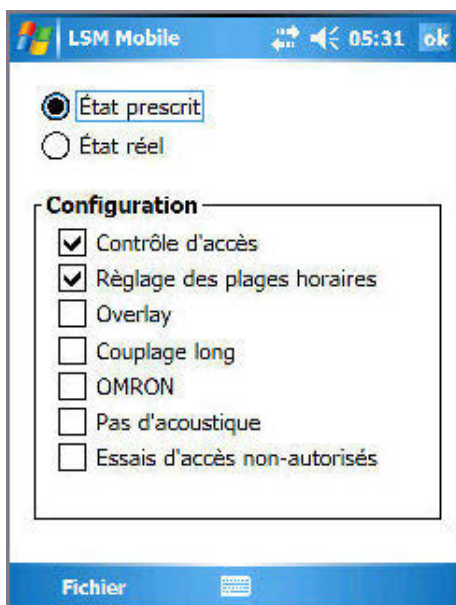 LSM Mobile 05:31 ok
État prescrit
État réel
Configuration
Contrôle d'accès
Règlage des plages horaires
Overlay
Couplage long
OMRON
Pas d'acoustique
Essais d'accès non-autorisés
Fichier